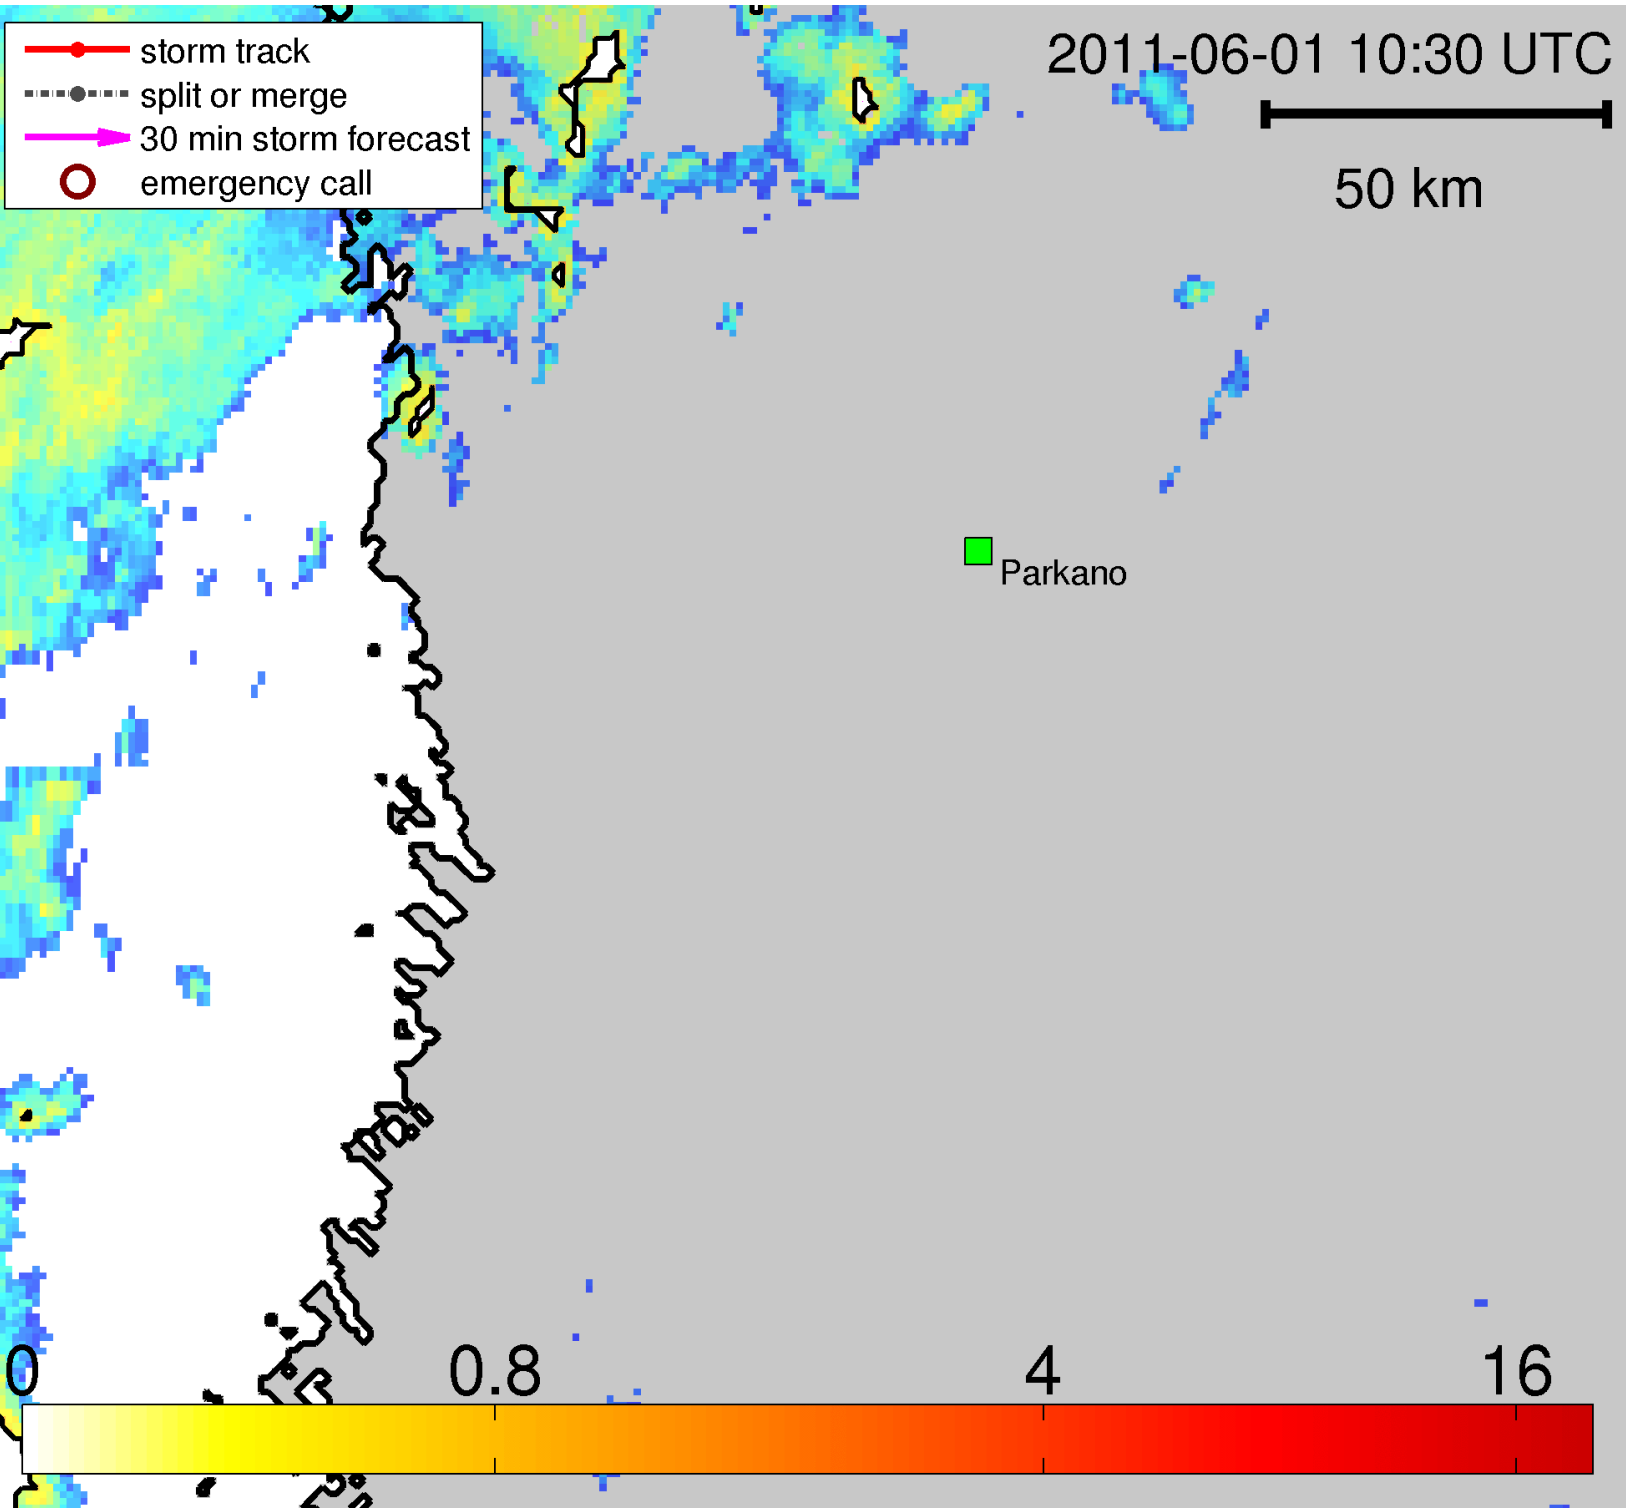 storm track
split or merge
30 min storm forecast
emergency call
2011-06-01 10:30 UTC
50 km
Parkano
0 0.8 4 16